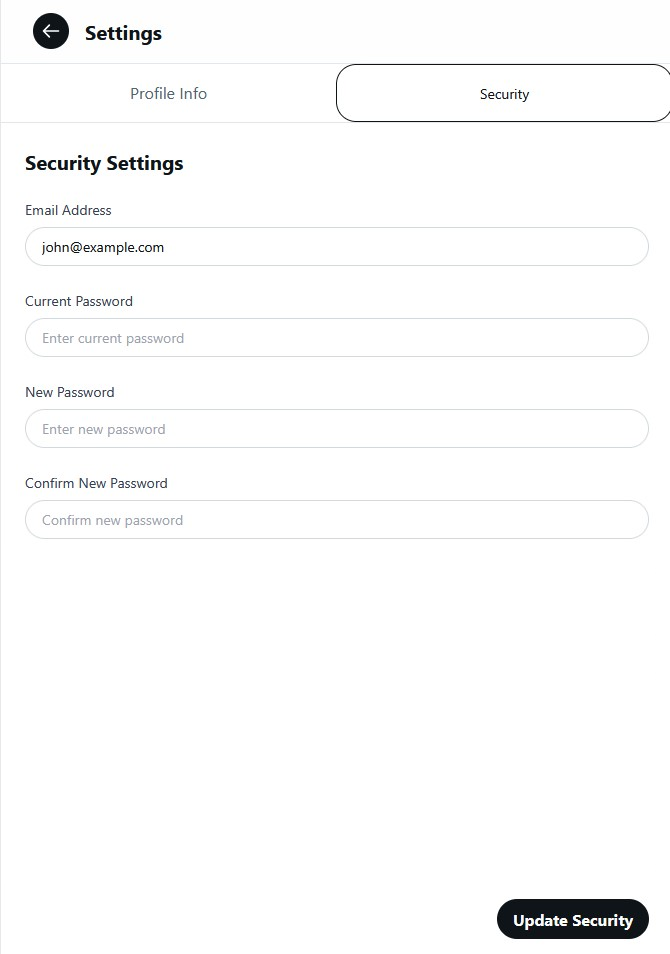 Settings
Profile Info
Security
Security Settings
Email Address
john@example.com
Current Password
Enter current password
New Password
Enter new password
Confirm New Password
Confirm new password
Update Security